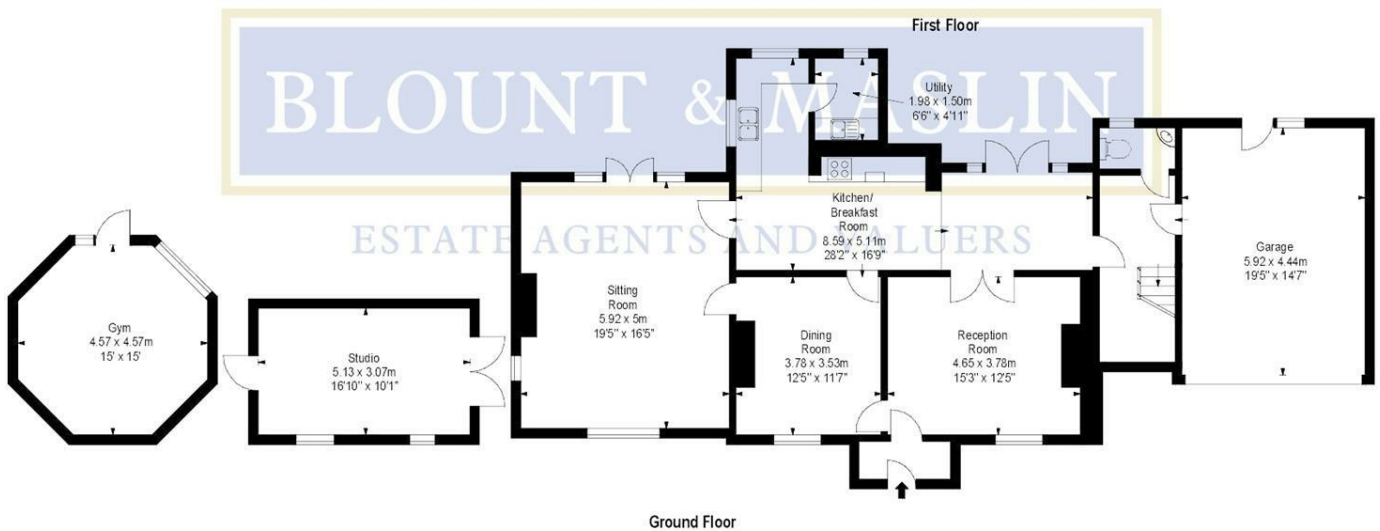 First Floor
BLOUNT & MASLIN
ESTATE AGENTS AND VALUERS
Utility
1.98 x 1.50m
6'6" x 4'11"
Kitchen/
Breakfast
Room
8.59 x 5.11m
28'2" x 16'9"
Garage
5.92 x 4.44m
19'5" x 14'7"
Sitting
Room
5.92 x 5m
19'5" x 16'5"
Gym
4.57 x 4.57m
15' x 15'
Studio
5.13 x 3.07m
16'10" x 10'1"
Dining
Room
3.78 x 3.53m
12'5" x 11'7"
Reception
Room
4.65 x 3.78m
15'3" x 12'5"
Ground Floor